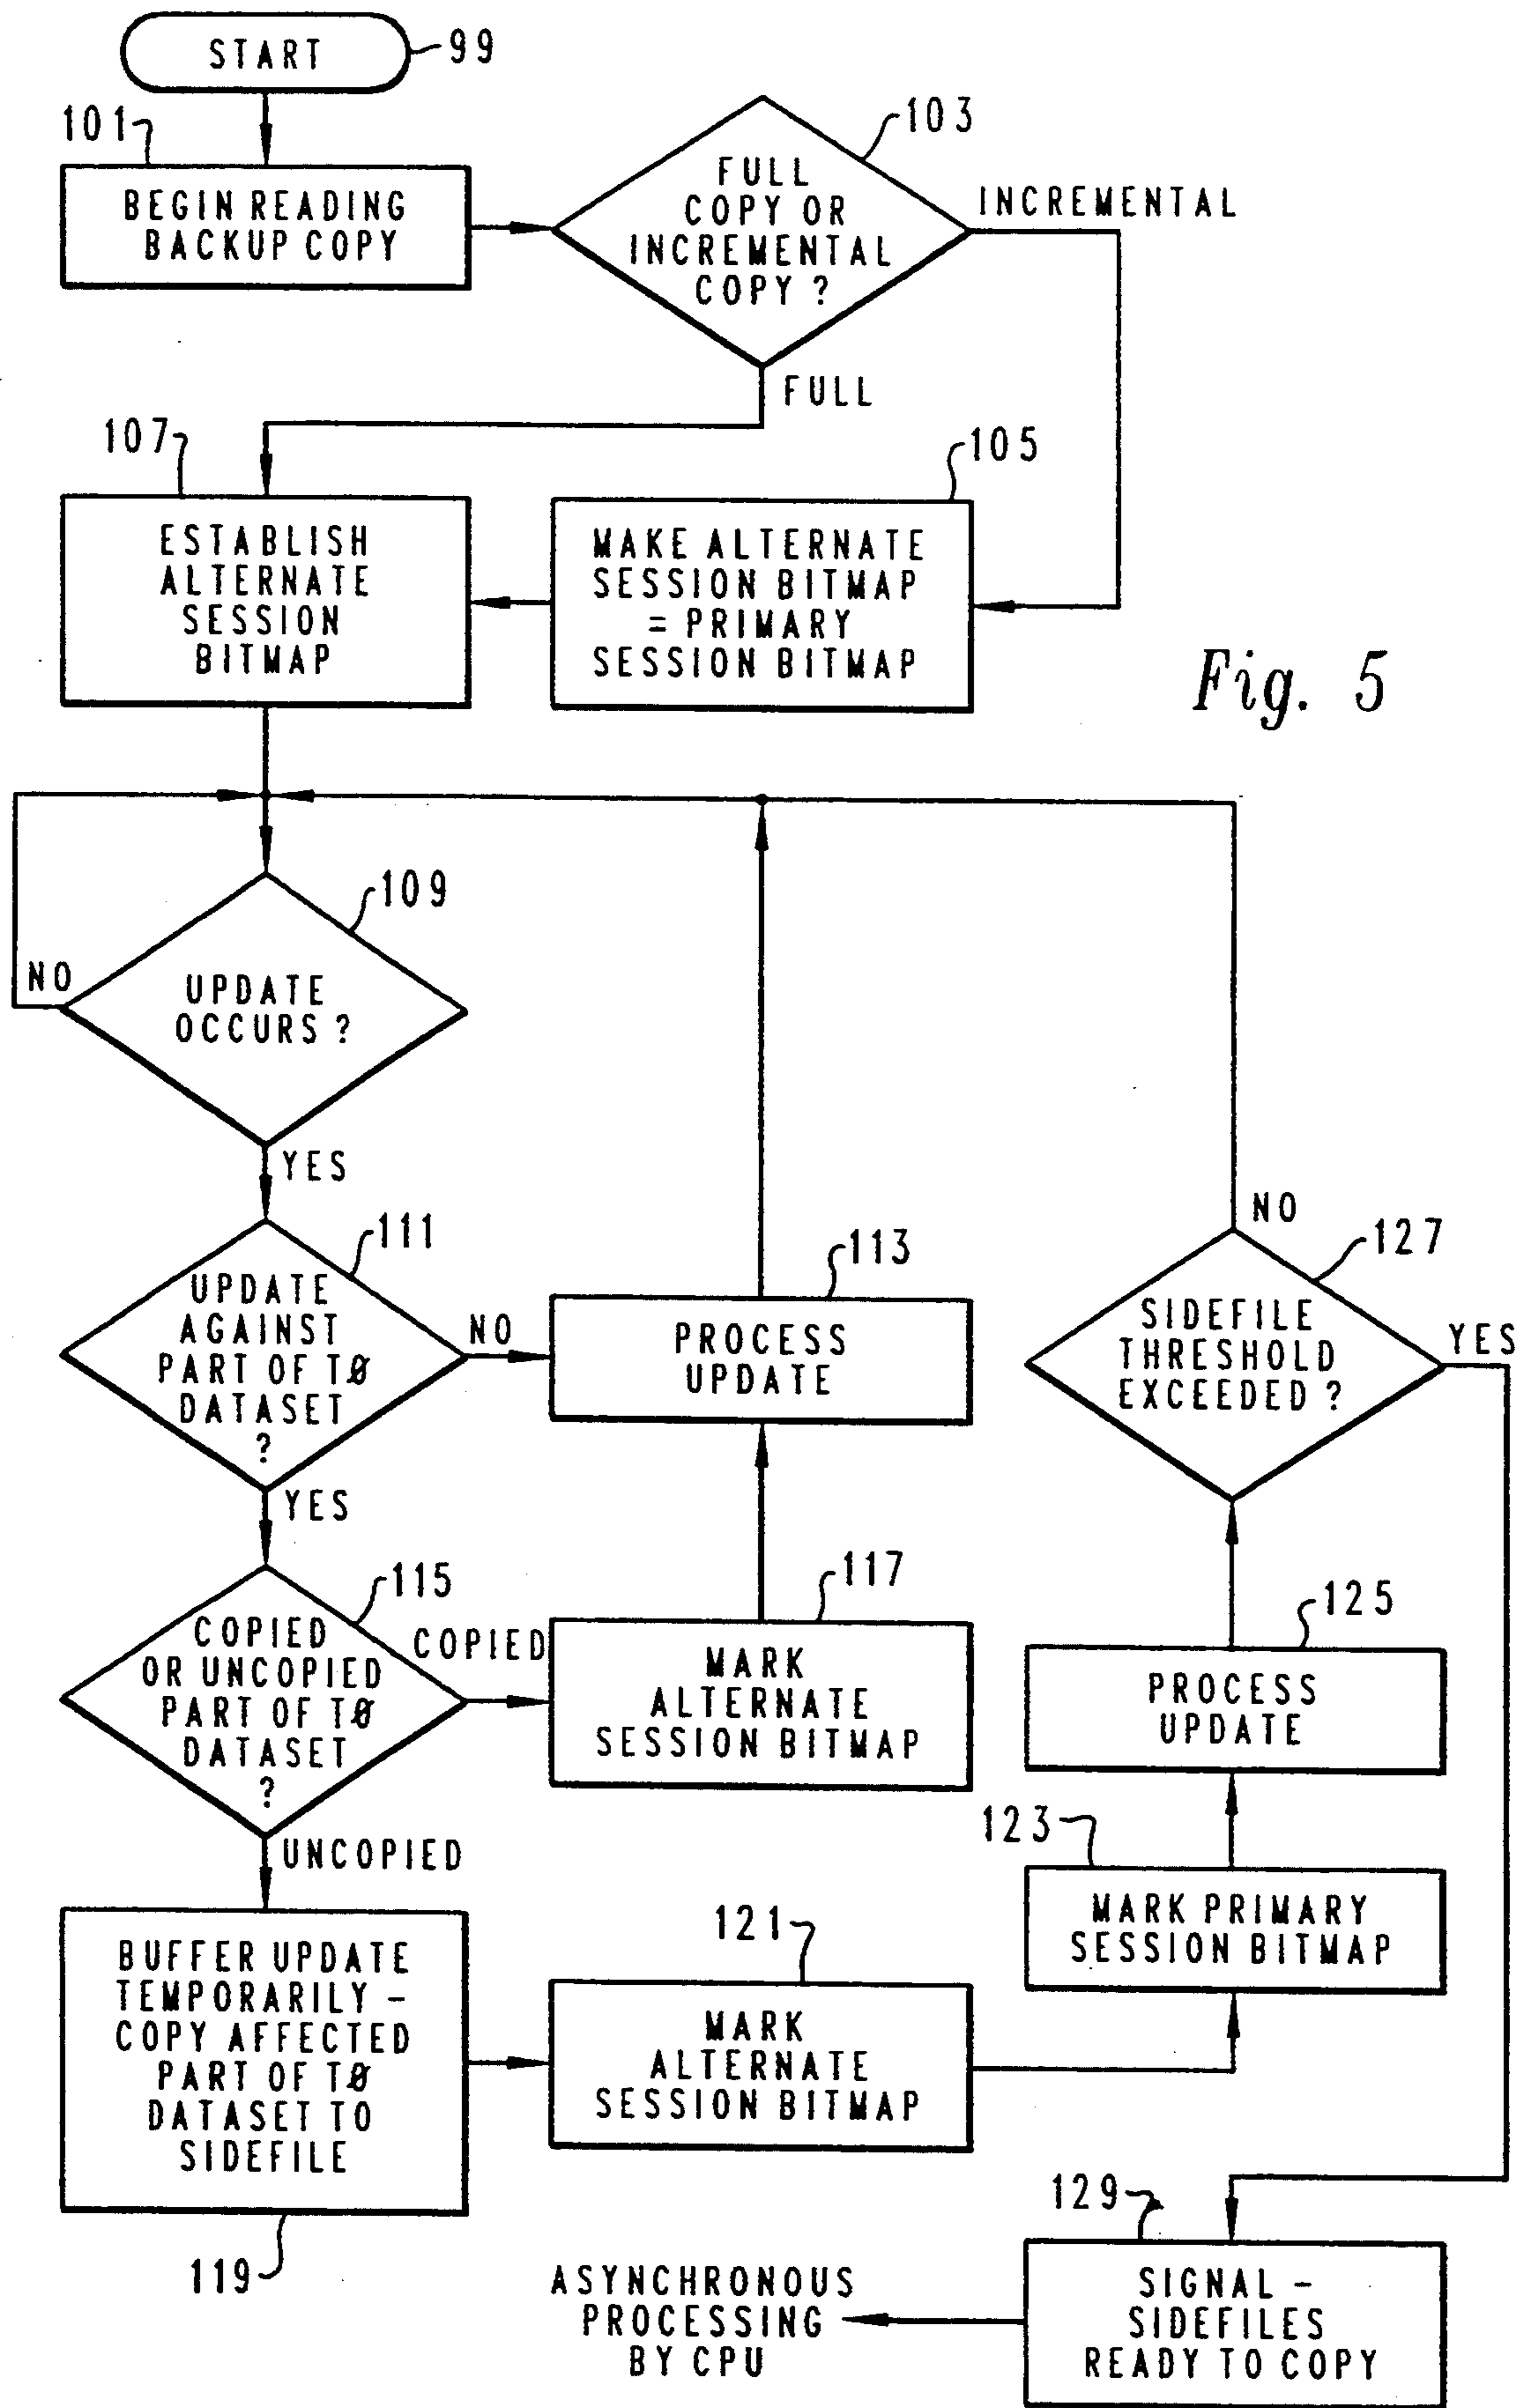 START
99
101
BEGIN READING
BACKUP COPY
103
FULL
COPY OR
INCREMENTAL
COPY ?
INCREMENTAL
FULL
107
ESTABLISH
ALTERNATE
SESSION
BITMAP
105
MAKE ALTERNATE
SESSION BITMAP
= PRIMARY
SESSION BITMAP
Fig. 5
109
NO
UPDATE
OCCURS ?
YES
111
UPDATE
AGAINST
PART OF T0
DATASET
?
NO
113
PROCESS
UPDATE
NO
127
SIDEFILE
THRESHOLD
EXCEEDED ?
YES
YES
115
COPIED
OR UNCOPIED
PART OF T0
DATASET
?
COPIED
117
MARK
ALTERNATE
SESSION BITMAP
125
PROCESS
UPDATE
UNCOPIED
123
MARK PRIMARY
SESSION BITMAP
BUFFER UPDATE
TEMPORARILY -
COPY AFFECTED
PART OF T0
DATASET TO
SIDEFILE
119
121
MARK
ALTERNATE
SESSION BITMAP
129
SIGNAL -
SIDEFILES
READY TO COPY
ASYNCHRONOUS
PROCESSING
BY CPU